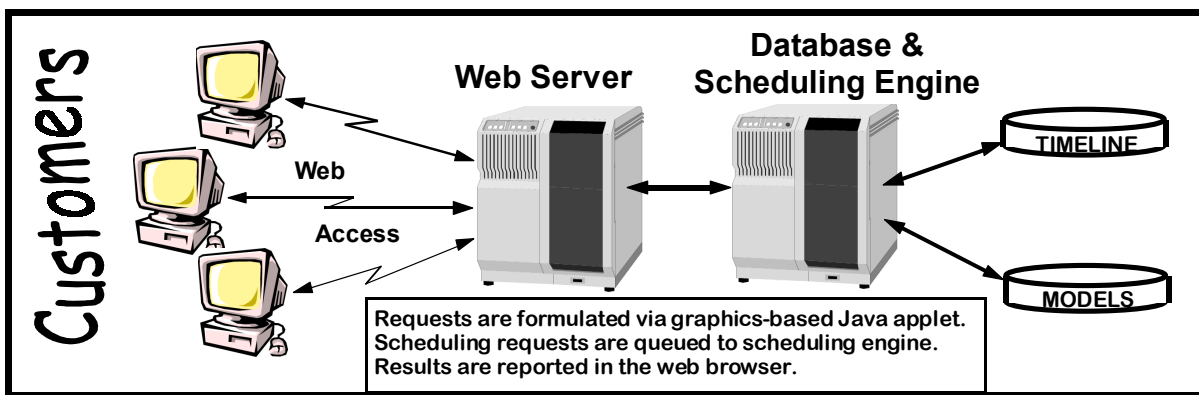 Customers
Web Server
Database &
Scheduling Engine
Web
Access
TIMELINE
MODELS
Requests are formulated via graphics-based Java applet.
Scheduling requests are queued to scheduling engine.
Results are reported in the web browser.